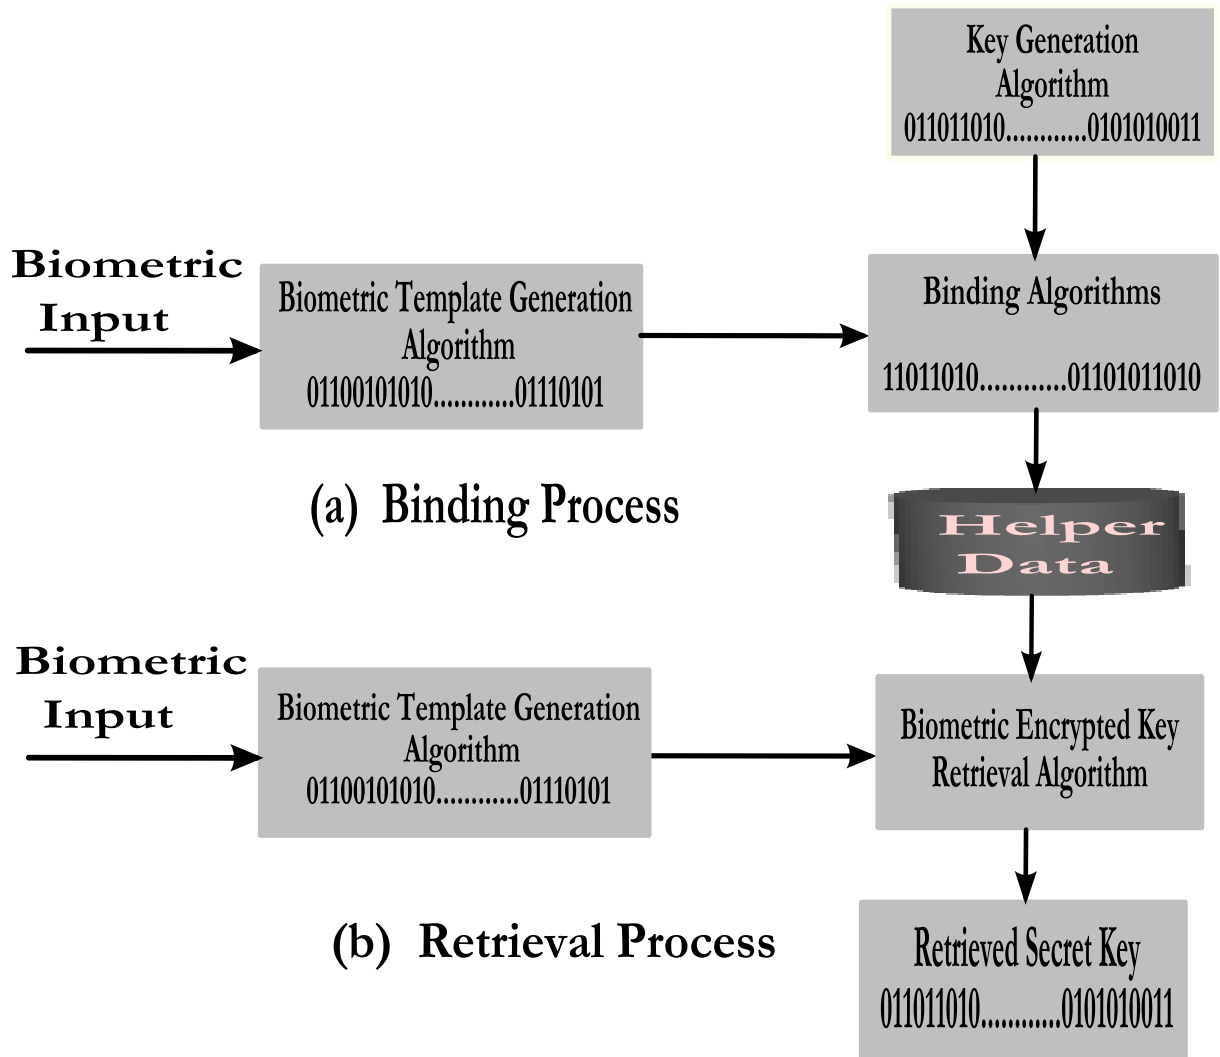 Key Generation
Algorithm
011011010............0101010011
Biometric
Input
Biometric Template Generation
Algorithm
01100101010............01110101
Binding Algorithms
11011010............01101011010
(a) Binding Process
Helper
Data
Biometric
Input
Biometric Template Generation
Algorithm
01100101010............01110101
Biometric Encrypted Key
Retrieval Algorithm
(b) Retrieval Process
Retrieved Secret Key
011011010............0101010011